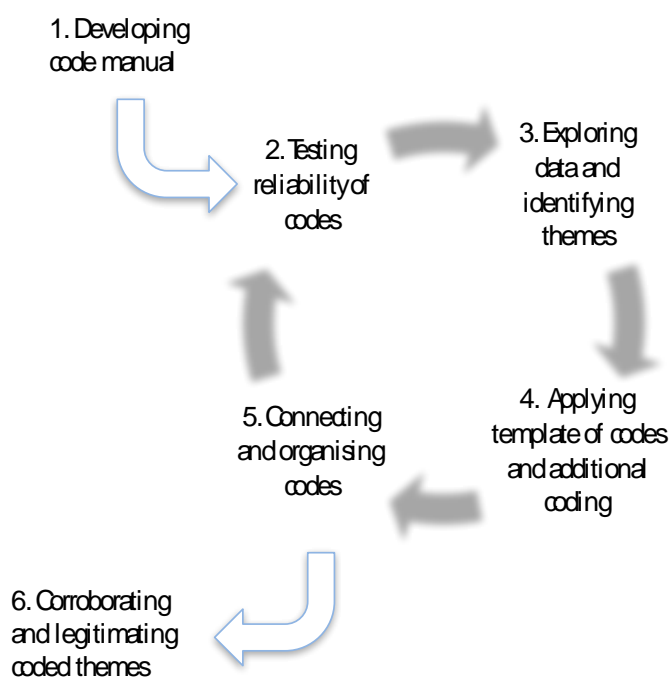 1. Developing
code manual
2. Testing
reliability of
codes
3. Exploring
data and
identifying
themes
4. Applying
template of codes
and additional
coding
5. Connecting
and organising
codes
6. Corroborating
and legitimating
coded themes